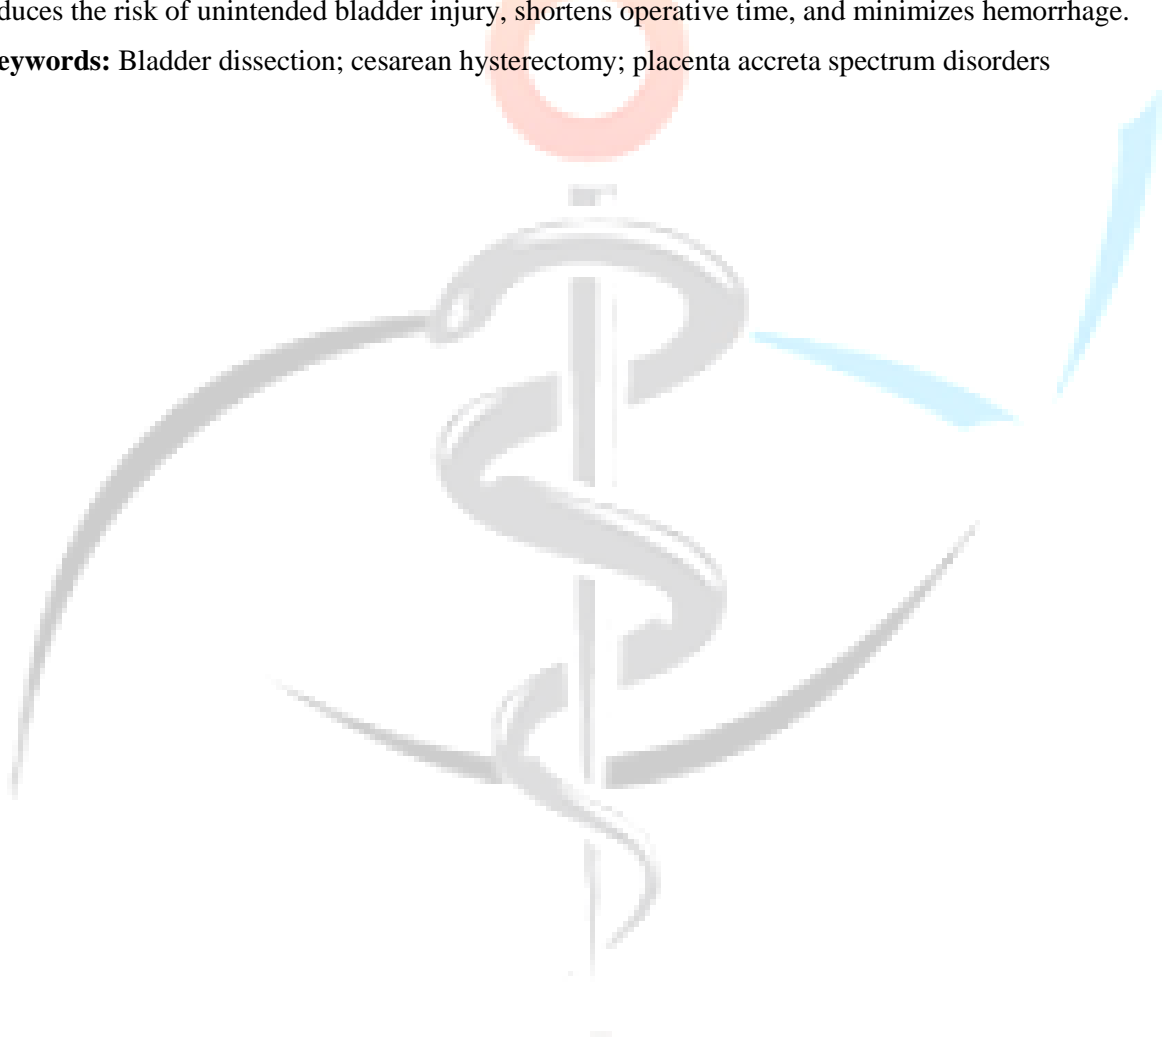 duces the risk of unintended bladder injury, shortens operative time, and minimizes hemorrhage.
eywords: Bladder dissection; cesarean hysterectomy; placenta accreta spectrum disorders